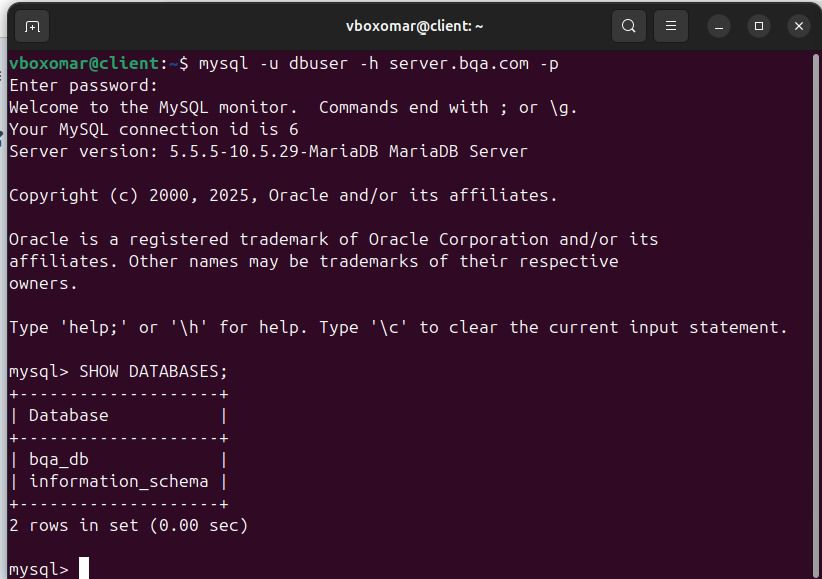 vboxomar@client: ~
vboxomar@client:~$ mysql -u dbuser -h server.bqa.com -p
Enter password:
Welcome to the MySQL monitor.  Commands end with ; or \g.
Your MySQL connection id is 6
Server version: 5.5.5-10.5.29-MariaDB MariaDB Server

Copyright (c) 2000, 2025, Oracle and/or its affiliates.

Oracle is a registered trademark of Oracle Corporation and/or its
affiliates. Other names may be trademarks of their respective
owners.

Type 'help;' or '\h' for help. Type '\c' to clear the current input statement.

mysql> SHOW DATABASES;
+--------------------+
| Database           |
+--------------------+
| bqa_db             |
| information_schema |
+--------------------+
2 rows in set (0.00 sec)

mysql>